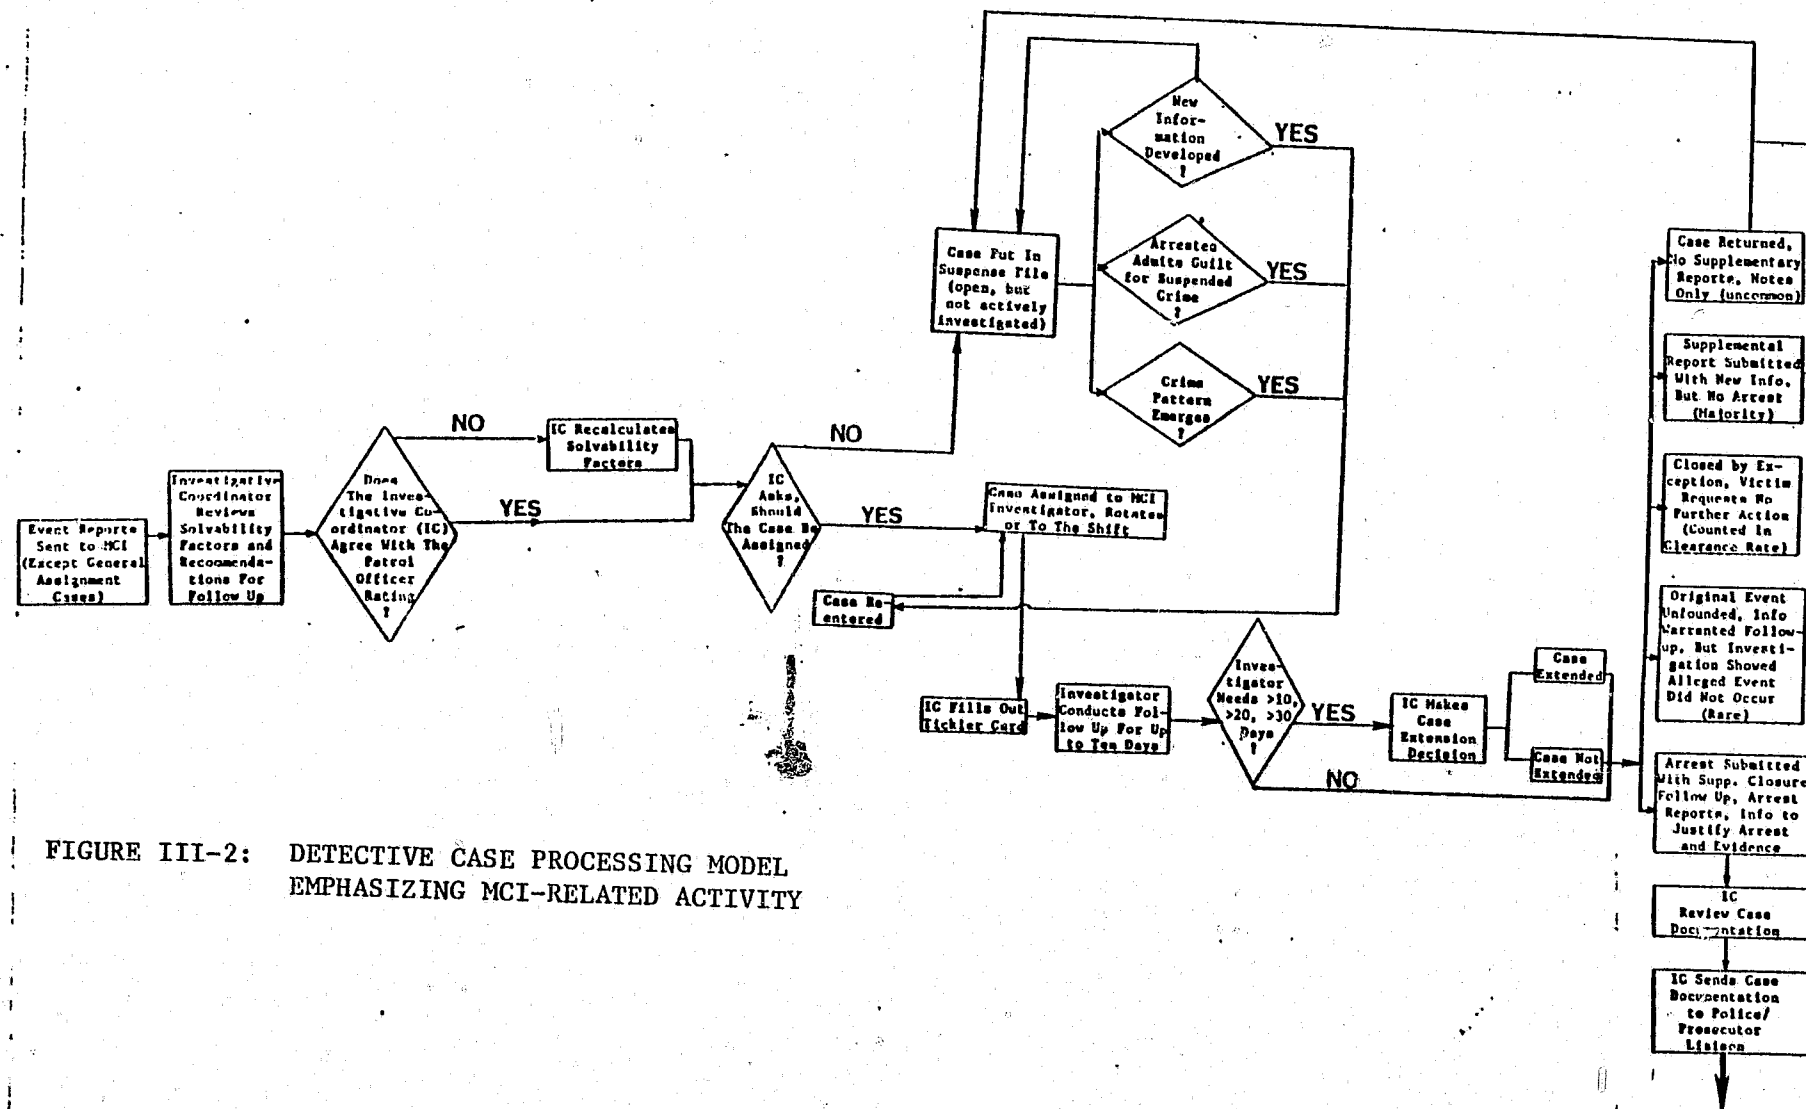 New
Infor-
mation
Developed
?
YES
Arrested
Admits Guilt
for Suspended
Crime
?
YES
Crime
Pattern
Emerges
?
YES
Case Put In
Suspense File
(open, but
not actively
investigated)
Case Returned,
No Supplementary
Reports, Notes
Only (uncommon)
Supplemental
Report Submitted
With New Info,
But No Arrest
(Majority)
Closed by Ex-
ception, Victim
Requests No
Further Action
(Counted In
Clearance Rate)
Original Event
Unfounded, Info
Warranted Follow-
up, But Investi-
gation Showed
Alleged Event
Did Not Occur
(Rare)
Arrest Submitted
With Supp. Closure
Follow Up, Arrest
Reports, Info to
Justify Arrest
and Evidence
IC
Review Case
Documentation
IC Sends Case
Documentation
to Police/
Prosecutor
Liaison
Event Reports
Sent to MCI
(Except General
Assignment
Cases)
Investigative
Coordinator
Reviews
Solvability
Factors and
Recommenda-
tions For
Follow Up
Does
The Inves-
tigative Co-
ordinator (IC)
Agree With The
Patrol
Officer
Rating
?
NO
YES
IC Recalculates
Solvability
Factors
IC
Asks,
Should
The Case Be
Assigned
?
NO
YES
Case Assigned to MCI
Investigator, Rotates
or To The Shift
Case Re-
entered
IC Fills Out
Tickler Card
Investigator
Conducts Fol-
low Up For Up
to Ten Days
Inves-
tigator
Needs >10,
>20, >30
Days
?
YES
NO
IC Makes
Case
Extension
Decision
Case
Extended
Case Not
Extended
FIGURE III-2: DETECTIVE CASE PROCESSING MODEL
EMPHASIZING MCI-RELATED ACTIVITY